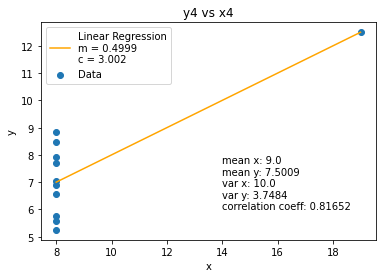 y4 vs x4
Linear Regression
m = 0.4999
c = 3.002
Data
12
11
10
9
8
7
6
5
y
mean x: 9.0
mean y: 7.5009
var x: 10.0
var y: 3.7484
correlation coeff: 0.81652
8 10 12 14 16 18
x